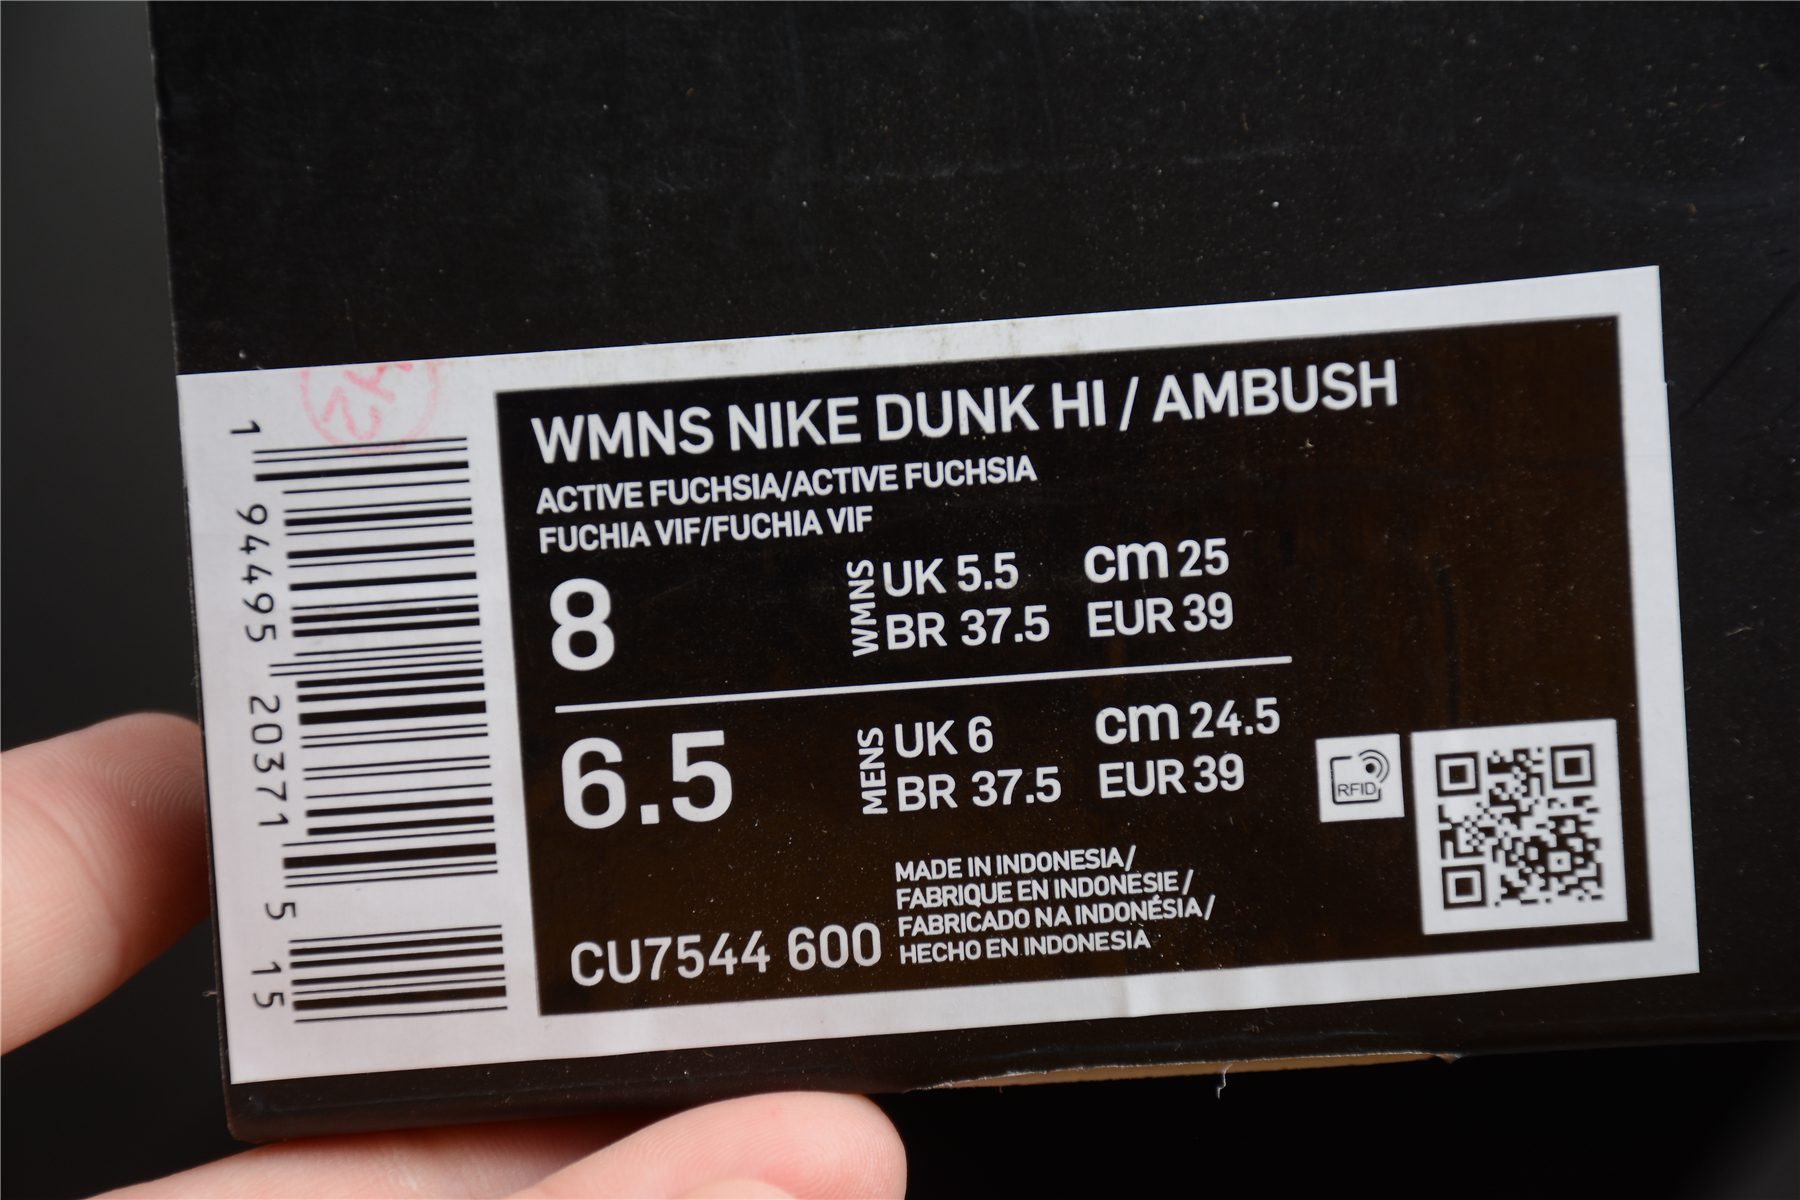 WMNS NIKE DUNK HI / AMBUSH
ACTIVE FUCHSIA/ACTIVE FUCHSIA
FUCHIA VIF/FUCHIA VIF
8
WMNS
UK 5.5 cm 25
BR 37.5 EUR 39
6.5
MENS
UK 6 cm 24.5
BR 37.5 EUR 39
MADE IN INDONESIA/
FABRIQUE EN INDONESIE /
FABRICADO NA INDONÉSIA/
HECHO EN INDONESIA
CU7544 600
RFID
1 94495 20371 5 15